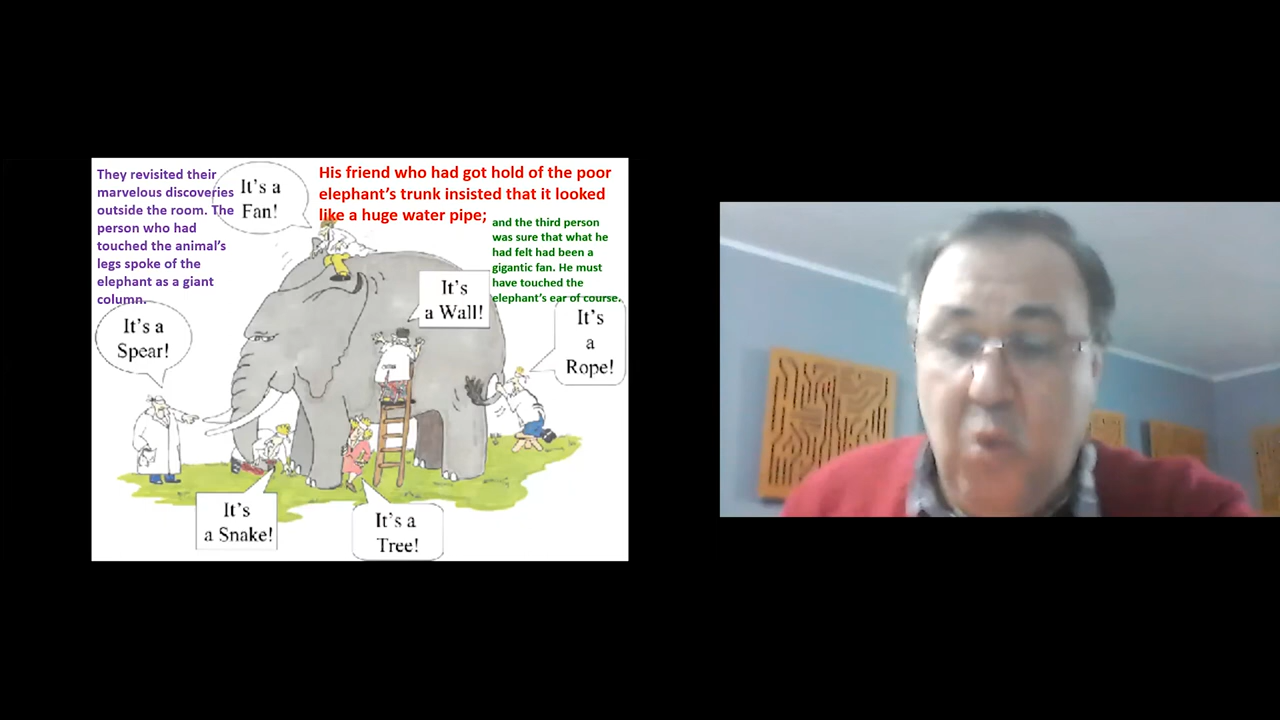 They revisited their
marvelous discoveries
outside the room. The
person who had
touched the animal's
legs spoke of the
elephant as a giant
column.
It's a
Fan!
His friend who had got hold of the poor
elephant's trunk insisted that it looked
like a huge water pipe;
and the third person
was sure that what he
had felt had been a
gigantic fan. He must
have touched the
elephant's ear of course.
It's
a Wall!
It's
a
Rope!
It's a
Spear!
It's
a Snake!
It's a
Tree!